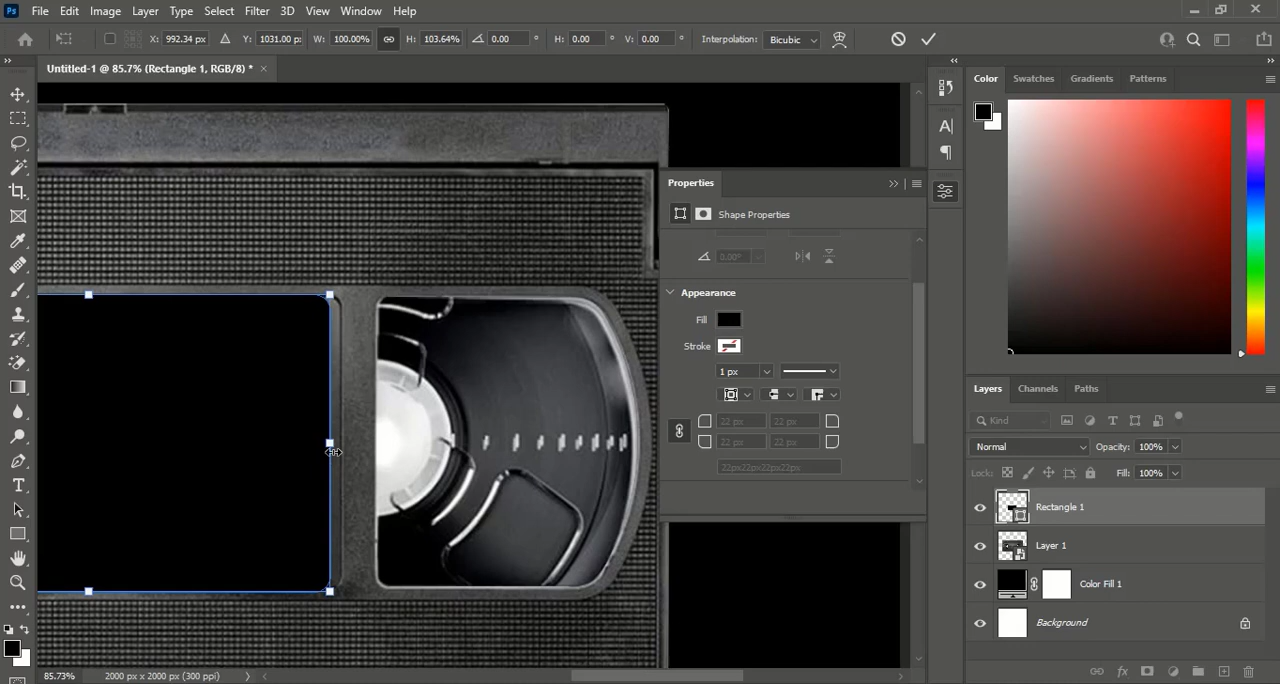 Ps File Edit Image Layer Type Select Filter 3D View Window Help
X: 992.34 px Y: 1031.00 p: W: 100.00% H: 103.64% 0.00 ° H: 0.00 ° V: 0.00 ° Interpolation: Bicubic
Untitled-1 @ 85.7% (Rectangle 1, RGB/8) * ×
Color Swatches Gradients Patterns
Properties
Shape Properties
0.00°
Appearance
Fill
Stroke
1 px
22 px 22 px
22 px 22 px
22px22px22px22px
Layers Channels Paths
Kind
Normal Opacity: 100%
Lock: Fill: 100%
Rectangle 1
Layer 1
Color Fill 1
Background
85.73% 2000 px x 2000 px (300 ppi)